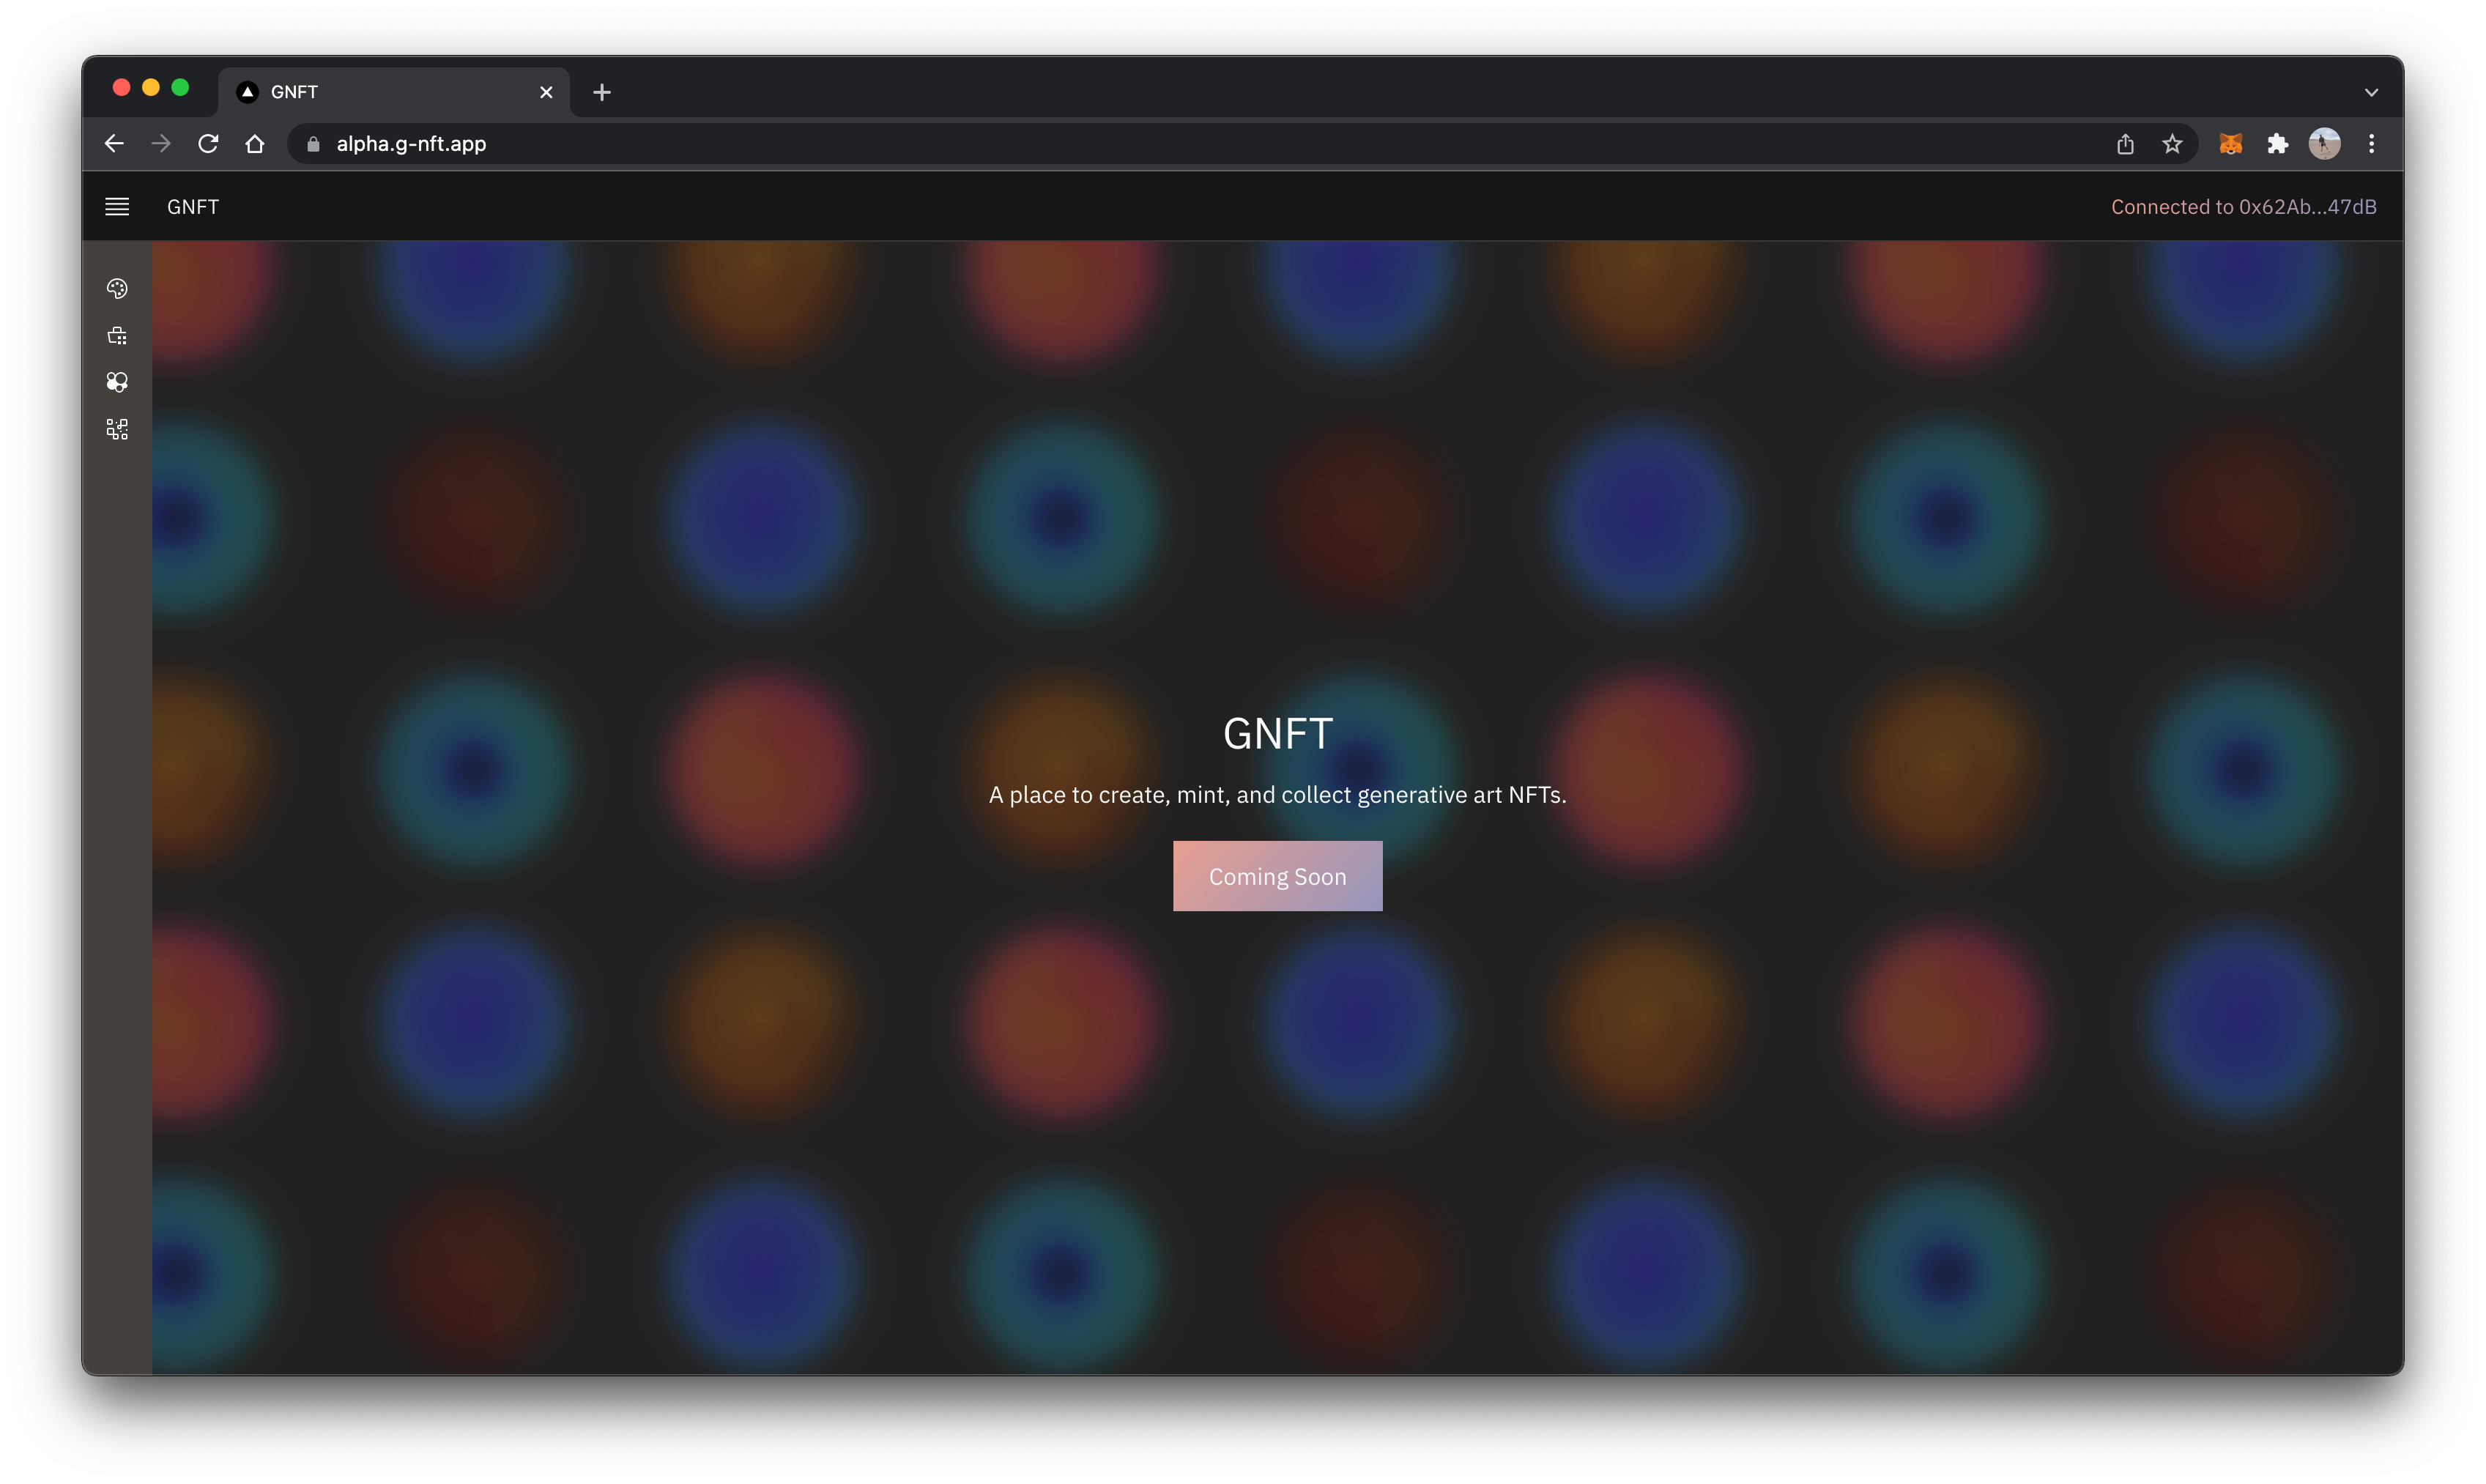 GNFT
alpha.g-nft.app
GNFT
Connected to 0x62Ab...47dB
GNFT
A place to create, mint, and collect generative art NFTs.
Coming Soon